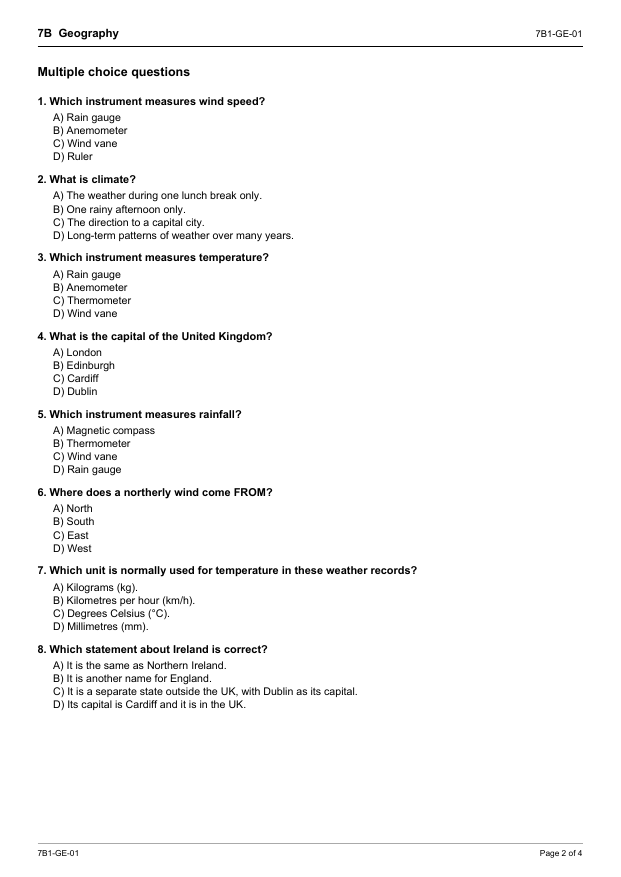 7B Geography
7B1-GE-01
Multiple choice questions
1. Which instrument measures wind speed?
A) Rain gauge
B) Anemometer
C) Wind vane
D) Ruler
2. What is climate?
A) The weather during one lunch break only.
B) One rainy afternoon only.
C) The direction to a capital city.
D) Long-term patterns of weather over many years.
3. Which instrument measures temperature?
A) Rain gauge
B) Anemometer
C) Thermometer
D) Wind vane
4. What is the capital of the United Kingdom?
A) London
B) Edinburgh
C) Cardiff
D) Dublin
5. Which instrument measures rainfall?
A) Magnetic compass
B) Thermometer
C) Wind vane
D) Rain gauge
6. Where does a northerly wind come FROM?
A) North
B) South
C) East
D) West
7. Which unit is normally used for temperature in these weather records?
A) Kilograms (kg).
B) Kilometres per hour (km/h).
C) Degrees Celsius (°C).
D) Millimetres (mm).
8. Which statement about Ireland is correct?
A) It is the same as Northern Ireland.
B) It is another name for England.
C) It is a separate state outside the UK, with Dublin as its capital.
D) Its capital is Cardiff and it is in the UK.
7B1-GE-01
Page 2 of 4